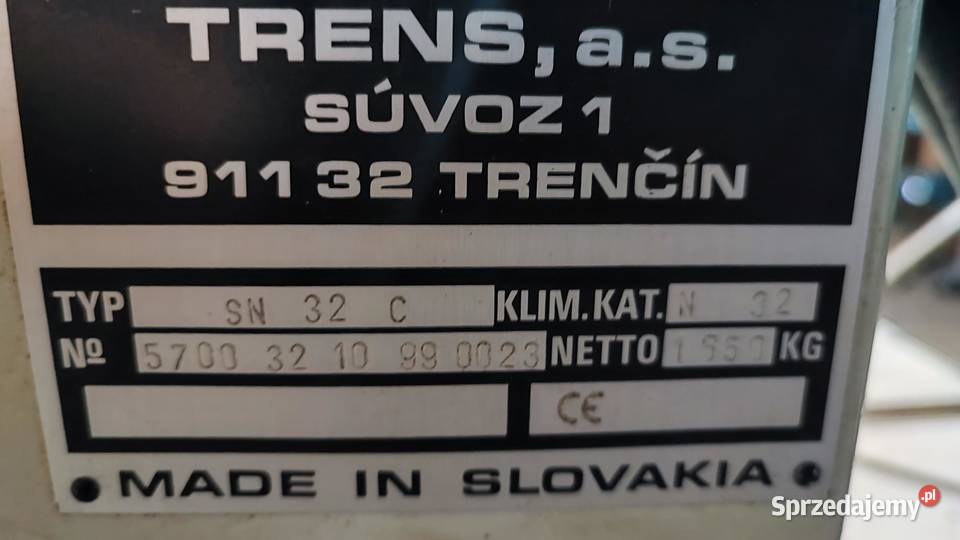 TRENS, a.s.
SÚVOZ 1
911 32 TRENČÍN
TYP SN 32 C KLIM. KAT. N 32
Nº 5700 32 10 99 0023 NETTO 1650 KG
CE
MADE IN SLOVAKIA
Sprzedajemy.pl